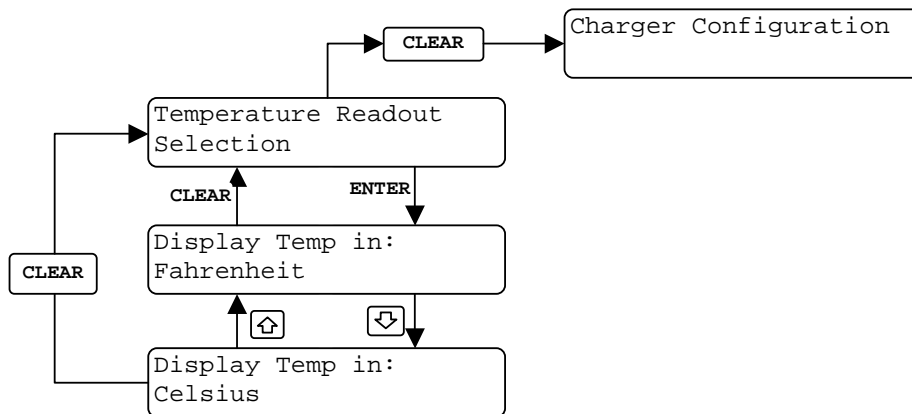 CLEAR
Charger Configuration
Temperature Readout
Selection
CLEAR
ENTER
Display Temp in:
Fahrenheit
CLEAR
Display Temp in:
Celsius